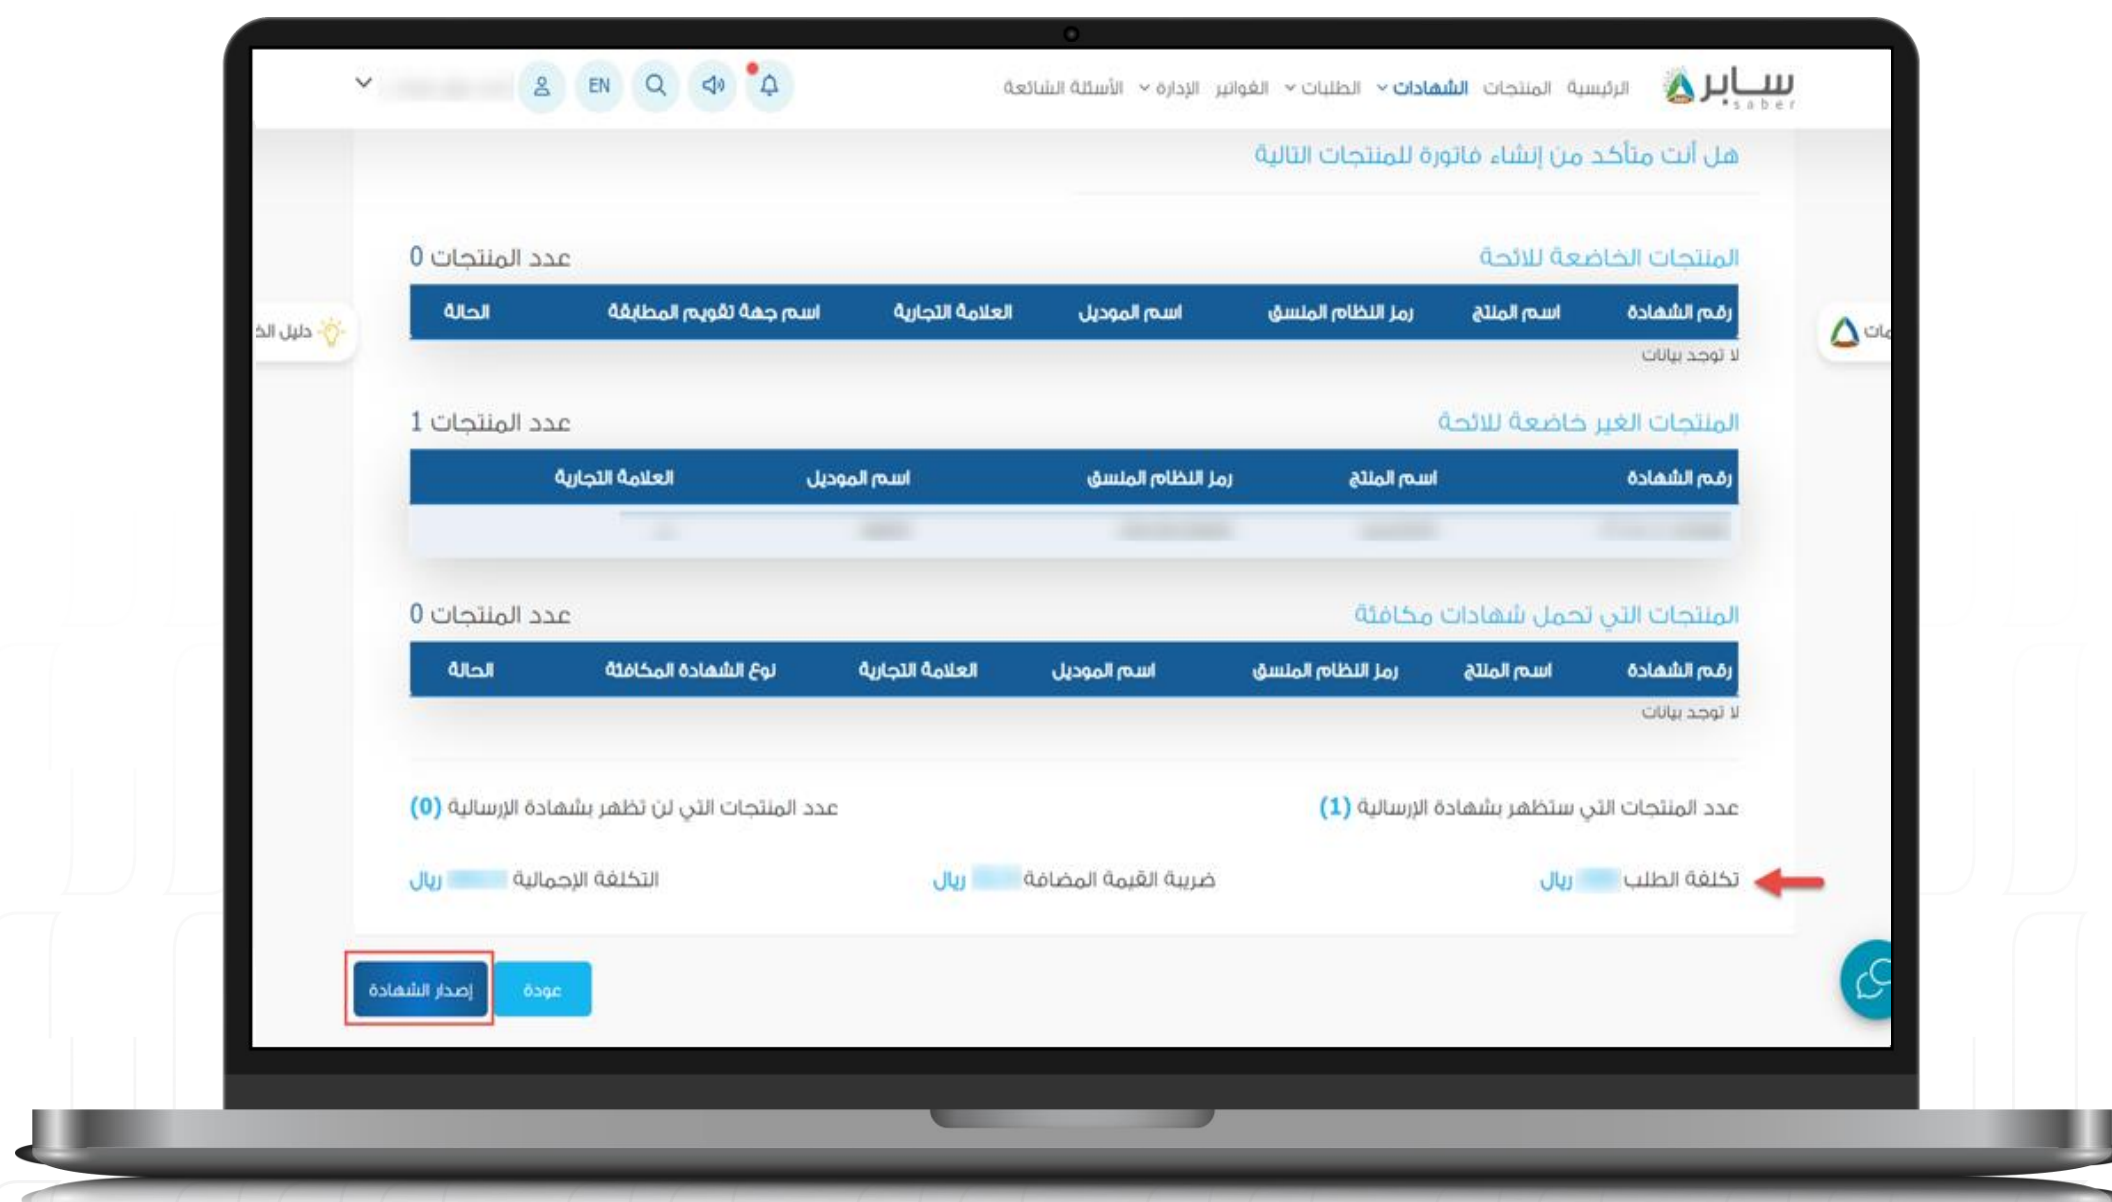 سابر
saber
الرئيسية المنتجات الشهادات الطلبات الفواتير الإدارة الأسئلة الشائعة
EN
هل أنت متأكد من إنشاء فاتورة للمنتجات التالية
المنتجات الخاضعة للائحة عدد المنتجات 0
رقم الشهادة اسم المنتج رمز النظام المنسق اسم الموديل العلامة التجارية اسم جهة تقويم المطابقة الحالة
لا توجد بيانات
مات
دليل الخ
المنتجات الغير خاضعة للائحة عدد المنتجات 1
رقم الشهادة اسم المنتج رمز النظام المنسق اسم الموديل العلامة التجارية
المنتجات التي تحمل شهادات مكافئة عدد المنتجات 0
رقم الشهادة اسم المنتج رمز النظام المنسق اسم الموديل العلامة التجارية نوع الشهادة المكافئة الحالة
لا توجد بيانات
عدد المنتجات التي ستظهر بشهادة الإرسالية (1) عدد المنتجات التي لن تظهر بشهادة الإرسالية (0)
تكلفة الطلب ريال ضريبة القيمة المضافة ريال التكلفة الإجمالية ريال
عودة إصدار الشهادة